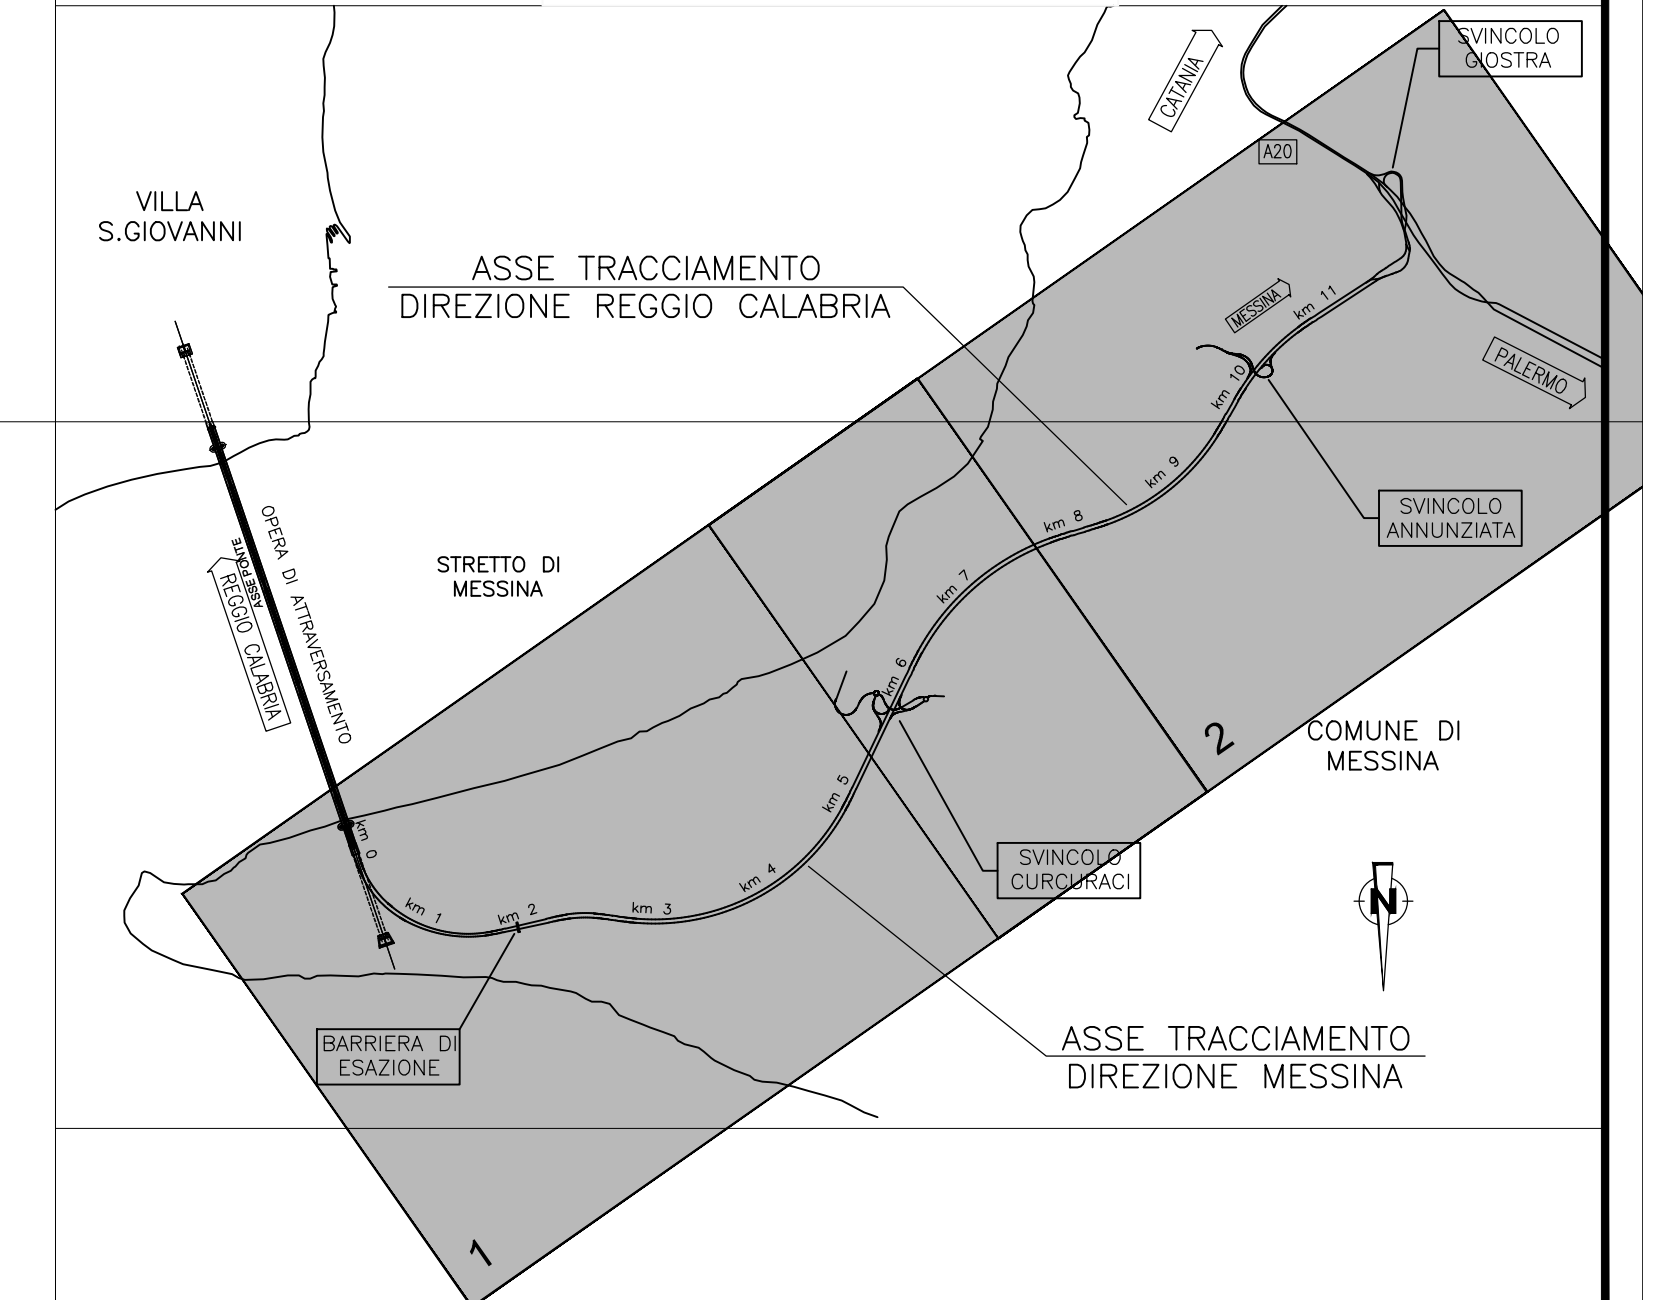 SVINCOLO
GIOSTRA
CATANIA
A20
VILLA
S.GIOVANNI
ASSE TRACCIAMENTO
DIREZIONE REGGIO CALABRIA
MESSINA
km 11
PALERMO
km 10
km 9
SVINCOLO
ANNUNZIATA
km 8
OPERA DI ATTRAVERSAMENTO
ASSE PONTE
REGGIO CALABRIA
STRETTO DI
MESSINA
km 7
km 6
2
COMUNE DI
MESSINA
km 5
km 0
SVINCOLO
CURCURACI
km 4
km 3
km 2
km 1
N
BARRIERA DI
ESAZIONE
ASSE TRACCIAMENTO
DIREZIONE MESSINA
1